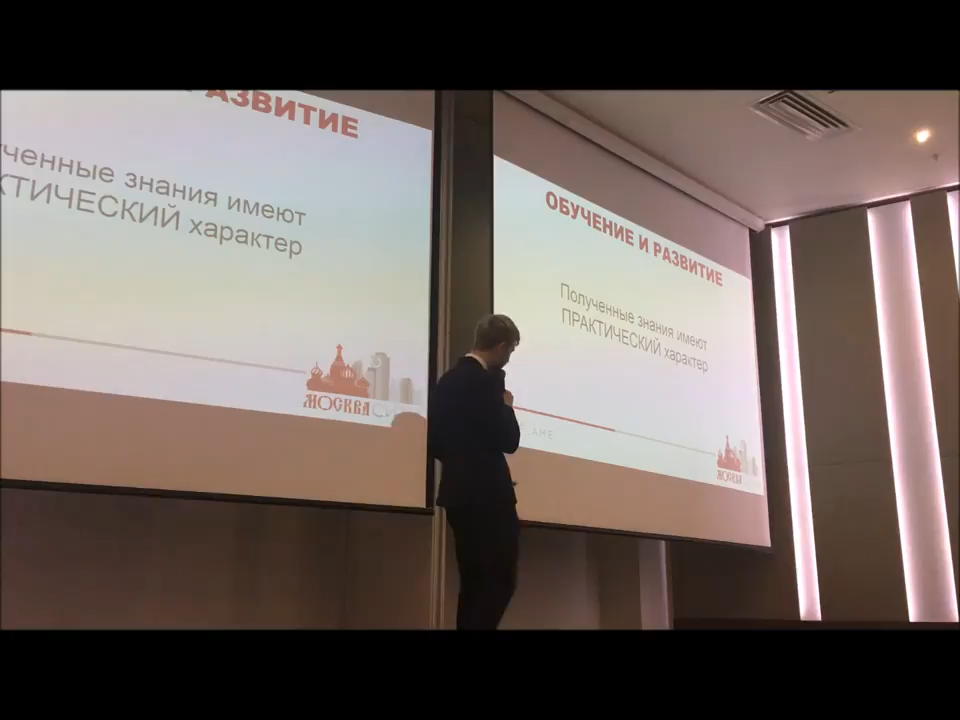 РАЗВИТИЕ
ченные знания имеют
КТИЧЕСКИЙ характер
МОСКВА
ОБУЧЕНИЕ И РАЗВИТИЕ
Полученные знания имеют
ПРАКТИЧЕСКИЙ характер
МОСКВА